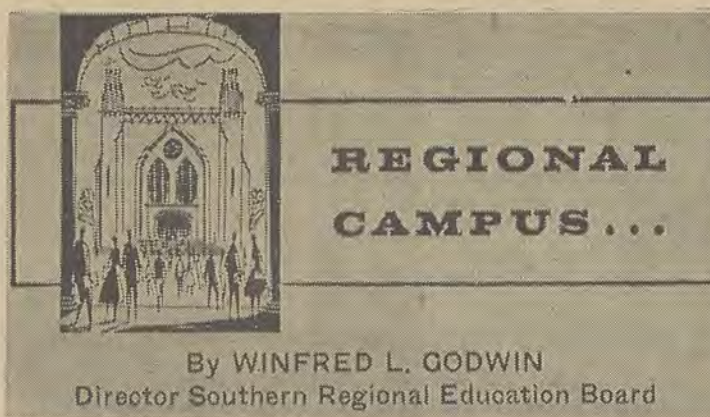 REGIONAL
CAMPUS...
By WINFRED L. GODWIN
Director Southern Regional Education Board